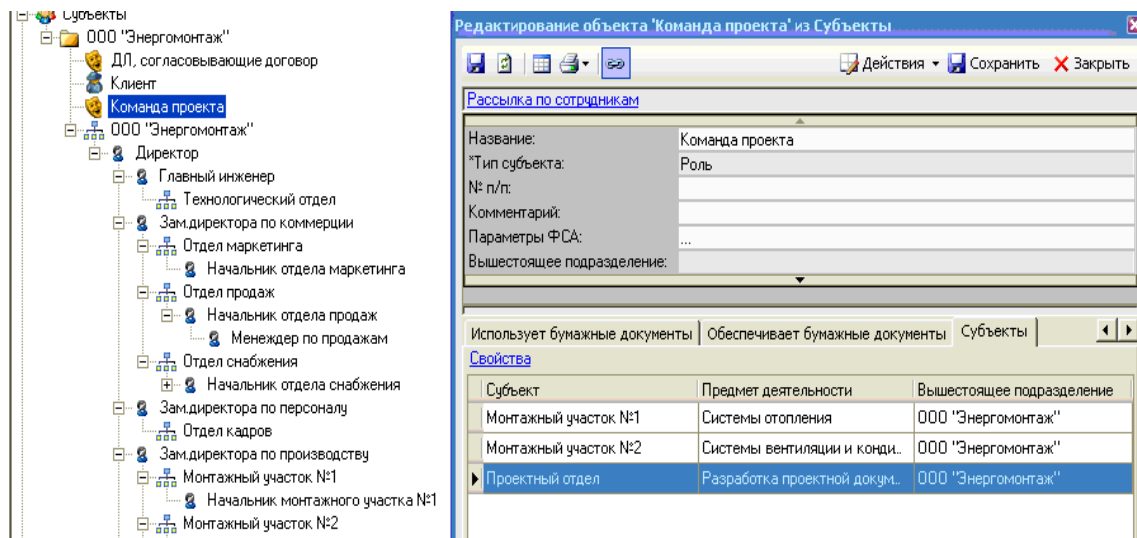 Субъекты
ООО "Энергомонтаж"
ДЛ, согласовывающие договор
Клиент
Команда проекта
ООО "Энергомонтаж"
Директор
Главный инженер
Технологический отдел
Зам.директора по коммерции
Отдел маркетинга
Начальник отдела маркетинга
Отдел продаж
Начальник отдела продаж
Менеждер по продажам
Отдел снабжения
Начальник отдела снабжения
Зам.директора по персоналу
Отдел кадров
Зам.директора по производству
Монтажный участок №1
Начальник монтажного участка №1
Монтажный участок №2
Редактирование объекта 'Команда проекта' из Субъекты
Действия Сохранить Закрыть
Рассылка по сотрудникам
Название: Команда проекта
*Тип субъекта: Роль
№ п/п:
Комментарий:
Параметры ФСА: ...
Вышестоящее подразделение:
Использует бумажные документы Обеспечивает бумажные документы Субъекты
Свойства
Субъект Предмет деятельности Вышестоящее подразделение
Монтажный участок №1 Системы отопления ООО "Энергомонтаж"
Монтажный участок №2 Системы вентиляции и конди... ООО "Энергомонтаж"
Проектный отдел Разработка проектной докум... ООО "Энергомонтаж"